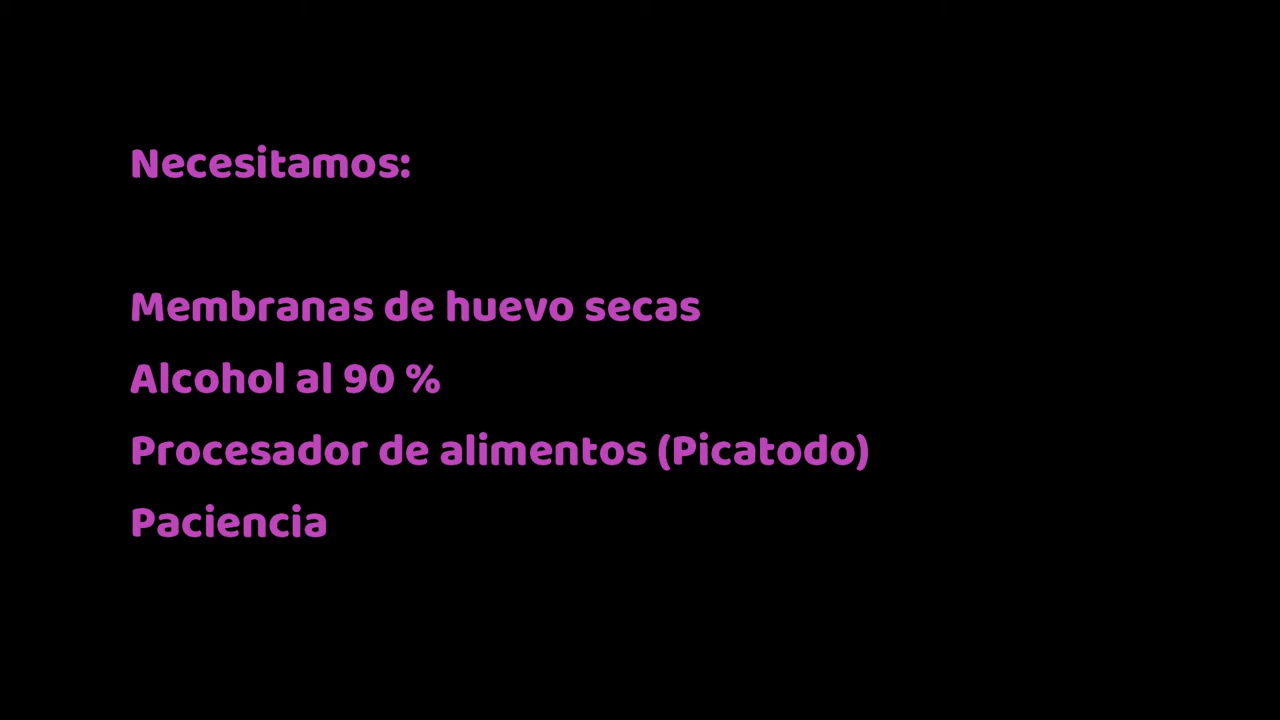 Necesitamos:
Membranas de huevo secas
Alcohol al 90 %
Procesador de alimentos (Picatodo)
Paciencia